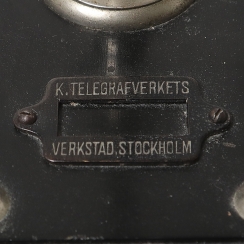 K. TELEGRAFVERKETS
VERKSTAD. STOCKHOLM